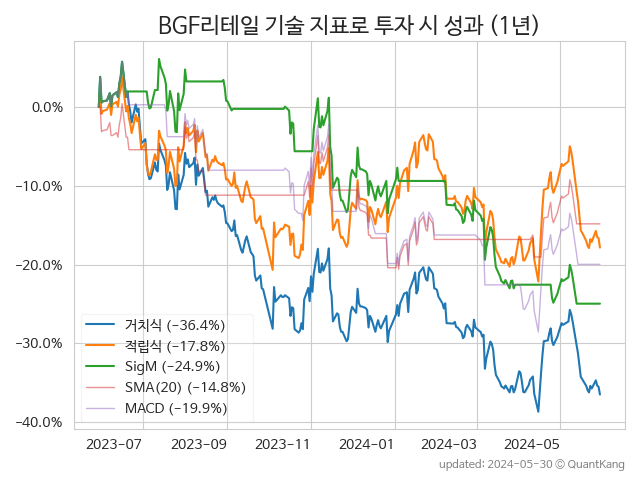 BGF리테일 기술 지표로 투자 시 성과 (1년)
0.0%
−10.0%
−20.0%
−30.0%
−40.0%
거치식 (−36.4%)
적립식 (−17.8%)
SigM (−24.9%)
SMA(20) (−14.8%)
MACD (−19.9%)
2023−07 2023−09 2023−11 2024−01 2024−03 2024−05
updated: 2024−05−30 © QuantKang